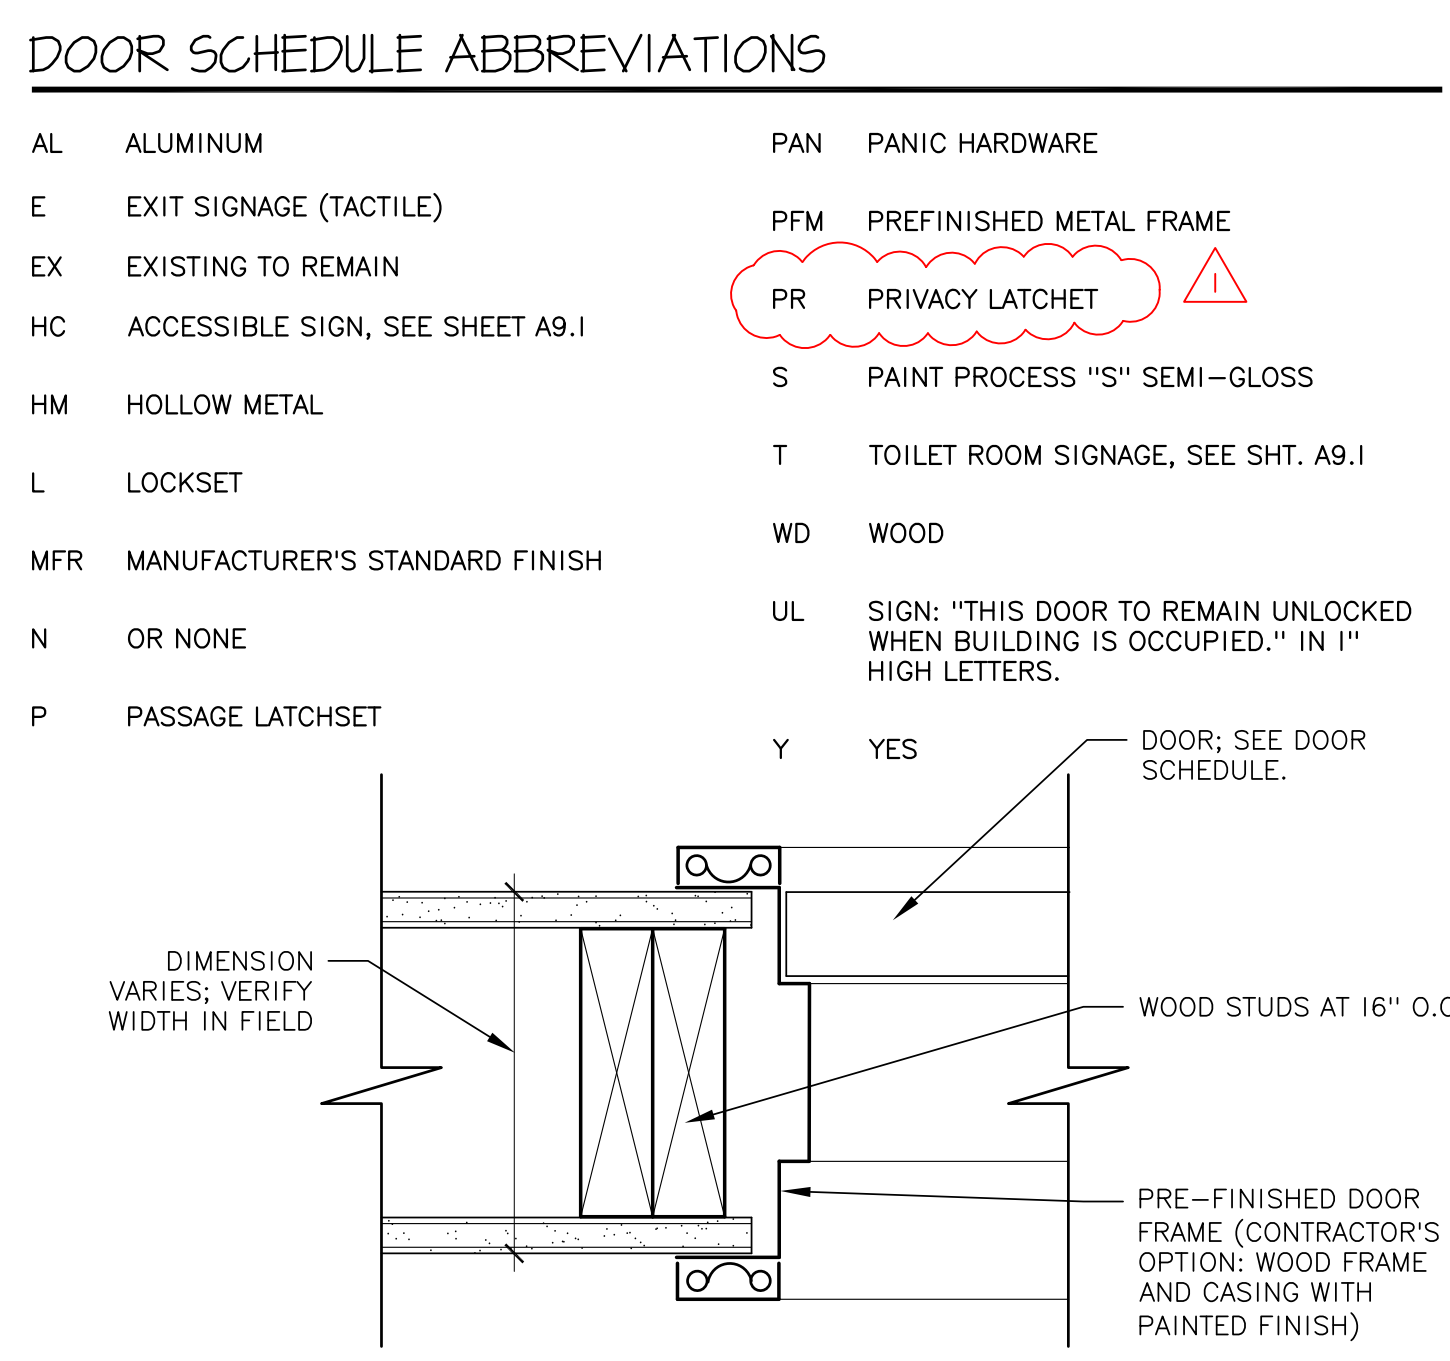 DOOR SCHEDULE ABBREVIATIONS
AL ALUMINUM
E EXIT SIGNAGE (TACTILE)
EX EXISTING TO REMAIN
HC ACCESSIBLE SIGN, SEE SHEET A9.1
HM HOLLOW METAL
L LOCKSET
MFR MANUFACTURER'S STANDARD FINISH
N OR NONE
P PASSAGE LATCHSET
PAN PANIC HARDWARE
PFM PREFINISHED METAL FRAME
PR PRIVACY LATCHET
1
S PAINT PROCESS "S" SEMI-GLOSS
T TOILET ROOM SIGNAGE, SEE SHT. A9.1
WD WOOD
UL SIGN: "THIS DOOR TO REMAIN UNLOCKED
WHEN BUILDING IS OCCUPIED." IN 1"
HIGH LETTERS.
Y YES
DOOR; SEE DOOR
SCHEDULE.
DIMENSION
VARIES; VERIFY
WIDTH IN FIELD
WOOD STUDS AT 16" O.C
PRE-FINISHED DOOR
FRAME (CONTRACTOR'S
OPTION: WOOD FRAME
AND CASING WITH
PAINTED FINISH)